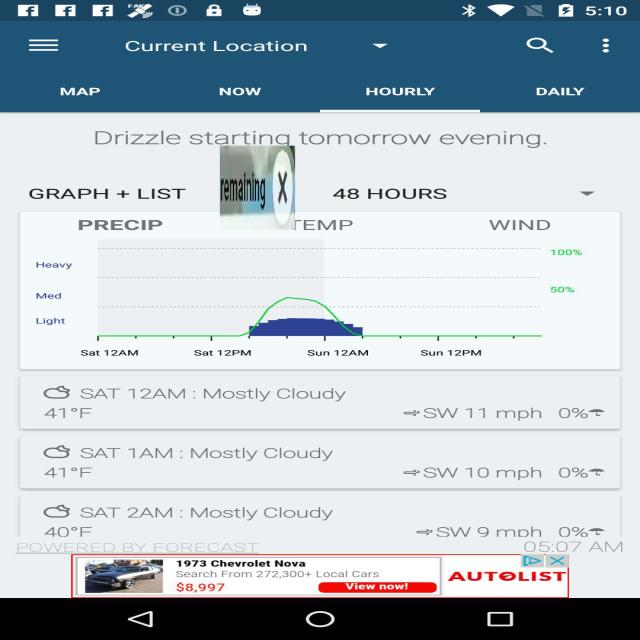 5:10
Current Location
MAP NOW HOURLY DAILY
Drizzle starting tomorrow evening.
remaining X
GRAPH + LIST 48 HOURS
PRECIP TEMP WIND
100%
Heavy
50%
Med
Light
Sat 12AM Sat 12PM Sun 12AM Sun 12PM
SAT 12AM : Mostly Cloudy
41°F SW 11 mph 0%
SAT 1AM : Mostly Cloudy
41°F SW 10 mph 0%
SAT 2AM : Mostly Cloudy
40°F SW 9 mph 0%
POWERED BY FORECAST 05:07 AM
1973 Chevrolet Nova
Search From 272,300+ Local Cars
$8,997 View now!
AUTOLIST